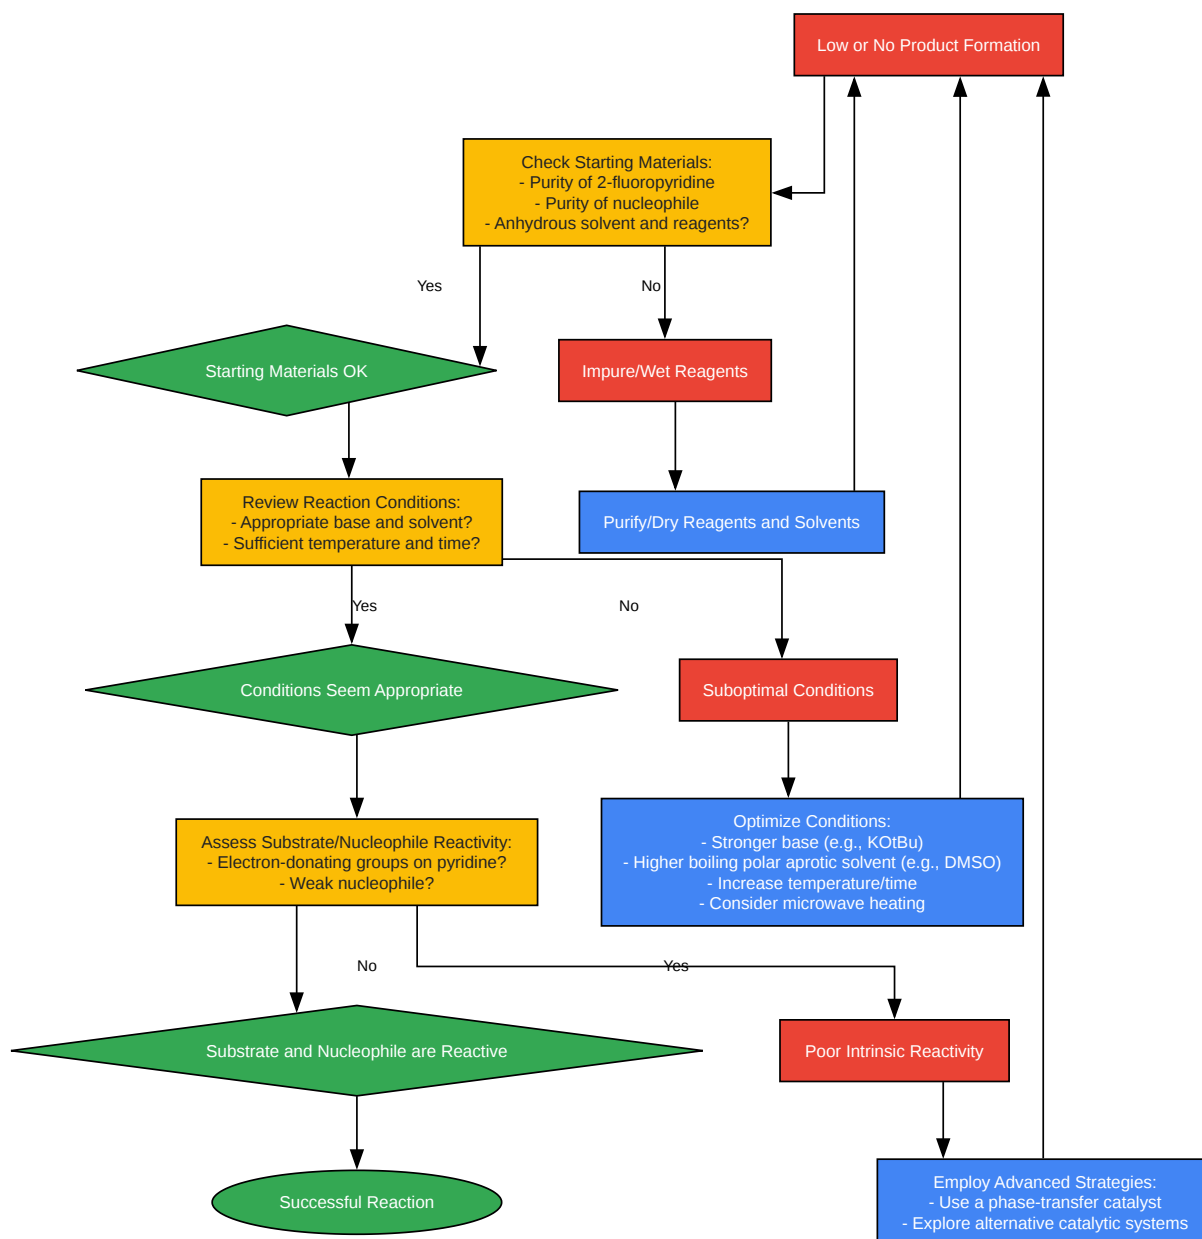 Low or No Product Formation
Check Starting Materials:
- Purity of 2-fluoropyridine
- Purity of nucleophile
- Anhydrous solvent and reagents?
Yes
No
Starting Materials OK
Impure/Wet Reagents
Review Reaction Conditions:
- Appropriate base and solvent?
- Sufficient temperature and time?
Purify/Dry Reagents and Solvents
Yes
No
Conditions Seem Appropriate
Suboptimal Conditions
Assess Substrate/Nucleophile Reactivity:
- Electron-donating groups on pyridine?
- Weak nucleophile?
Optimize Conditions:
- Stronger base (e.g., KOtBu)
- Higher boiling polar aprotic solvent (e.g., DMSO)
- Increase temperature/time
- Consider microwave heating
No
Yes
Substrate and Nucleophile are Reactive
Poor Intrinsic Reactivity
Successful Reaction
Employ Advanced Strategies:
- Use a phase-transfer catalyst
- Explore alternative catalytic systems